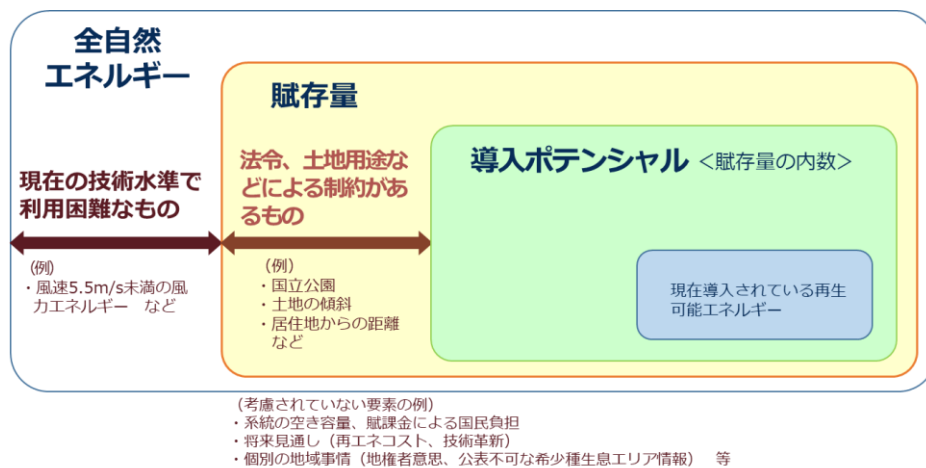 全自然
エネルギー
賦存量
導入ポテンシャル <賦存量の内数>
現在の技術水準で
利用困難なもの
法令、土地用途な
どによる制約があ
るもの
（例）
・風速5.5m/s未満の風
力エネルギー　など
（例）
・国立公園
・土地の傾斜
・居住地からの距離
など
現在導入されている再生
可能エネルギー
（考慮されていない要素の例）
・系統の空き容量、賦課金による国民負担
・将来見通し（再エネコスト、技術革新）
・個別の地域事情（地権者意思、公表不可な希少種生息エリア情報）　等